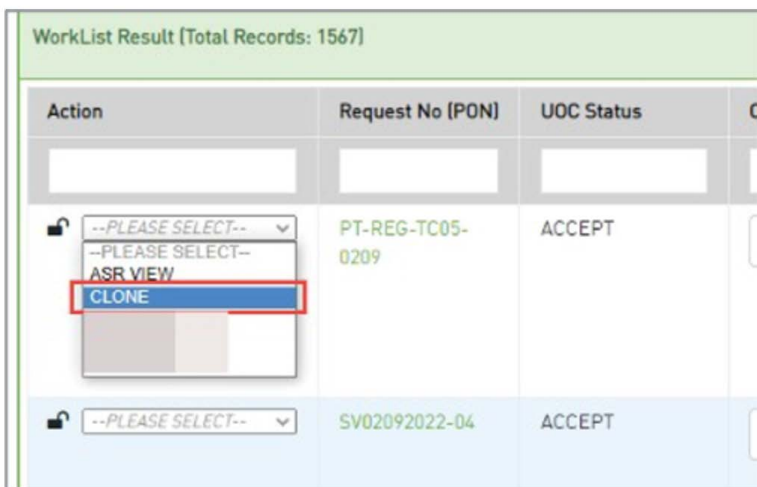 WorkList Result (Total Records: 1567)
Action Request No (PON) UOC Status
--PLEASE SELECT-- PT-REG-TC05- ACCEPT
--PLEASE SELECT-- 0209
ASR VIEW
CLONE
--PLEASE SELECT-- SV02092022-04 ACCEPT